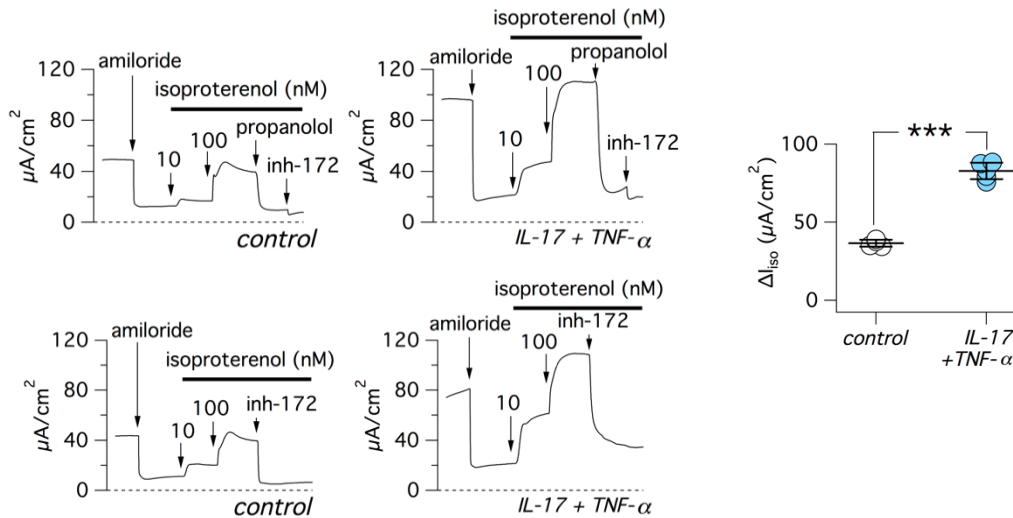 isoproterenol (nM)
amiloride
propanolol
120
100
80
10
inh-172
40
0
μA/cm²
IL-17 + TNF-α
amiloride
isoproterenol (nM)
120
100
propanolol
80
10
inh-172
40
0
μA/cm²
control
***
100
50
0
ΔIiso (μA/cm²)
control
IL-17
+TNF-α
isoproterenol (nM)
amiloride
inh-172
120
100
80
10
40
0
μA/cm²
IL-17 + TNF-α
amiloride
isoproterenol (nM)
120
100
inh-172
80
10
40
0
μA/cm²
control